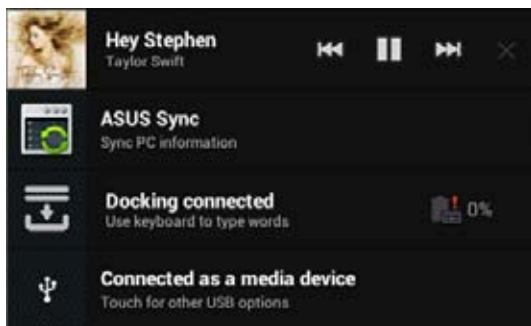 Hey Stephen
Taylor Swift
ASUS Sync
Sync PC information
Docking connected
Use keyboard to type words
0%
Connected as a media device
Touch for other USB options